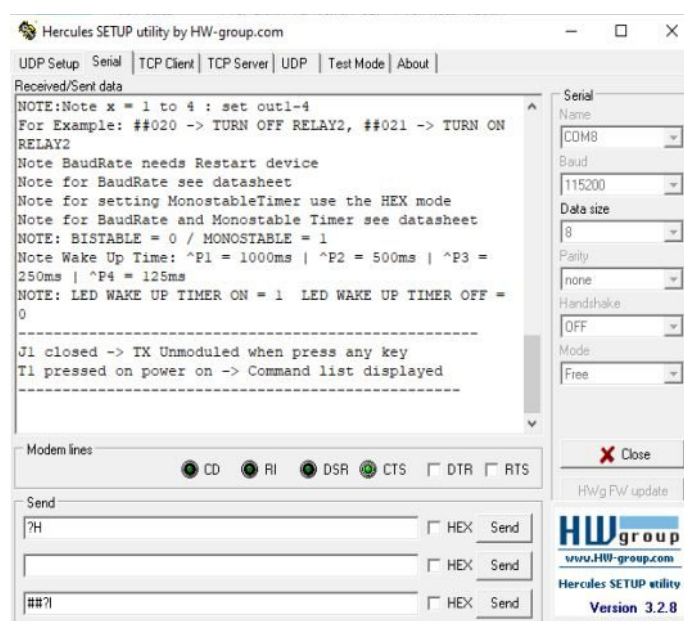 Hercules SETUP utility by HW-group.com
UDP Setup Serial TCP Client TCP Server UDP Test Mode About
Received/Sent data
NOTE:Note x = 1 to 4 : set out1-4
For Example: ##020 -> TURN OFF RELAY2, ##021 -> TURN ON
RELAY2
Note BaudRate needs Restart device
Note for BaudRate see datasheet
Note for setting MonostableTimer use the HEX mode
Note for BaudRate and Monostable Timer see datasheet
NOTE: BISTABLE = 0 / MONOSTABLE = 1
Note Wake Up Time: ^P1 = 1000ms | ^P2 = 500ms | ^P3 =
250ms | ^P4 = 125ms
NOTE: LED WAKE UP TIMER ON = 1 LED WAKE UP TIMER OFF =
0
------------------------------------------------------
J1 closed -> TX Unmoduled when press any key
T1 pressed on power on -> Command list displayed
----------------------------------------------------
Serial
Name
COM8
Baud
115200
Data size
8
Parity
none
Handshake
OFF
Mode
Free
Close
HWg FW update
Modem lines
CD RI DSR CTS DTR RTS
Send
?H HEX Send
HEX Send
##?I HEX Send
HWgroup
www.HW-group.com
Hercules SETUP utility
Version 3.2.8